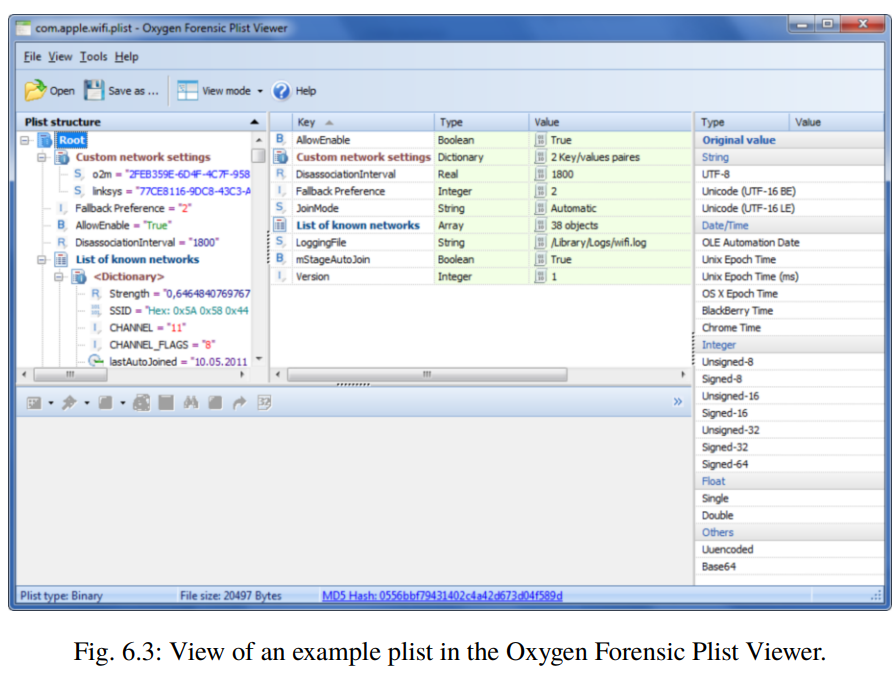 com.apple.wifi.plist - Oxygen Forensic Plist Viewer
File View Tools Help
Open Save as ... View mode Help
Plist structure
Root
Custom network settings
o2m = "2FEB359E-6D4F-4C7F-958
linksys = "77CE8116-9DC8-43C3-A
Fallback Preference = "2"
AllowEnable = "True"
DisassociationInterval = "1800"
List of known networks
<Dictionary>
Strength = "0,6464840769767
SSID = "Hex: 0x5A 0x58 0x44
CHANNEL = "11"
CHANNEL_FLAGS = "8"
lastAutoJoined = "10.05.2011
Key Type Value
AllowEnable Boolean True
Custom network settings Dictionary 2 Key/values paires
DisassociationInterval Real 1800
Fallback Preference Integer 2
JoinMode String Automatic
List of known networks Array 38 objects
LoggingFile String /Library/Logs/wifi.log
mStageAutoJoin Boolean True
Version Integer 1
Type Value
Original value
String
UTF-8
Unicode (UTF-16 BE)
Unicode (UTF-16 LE)
Date/Time
OLE Automation Date
Unix Epoch Time
Unix Epoch Time (ms)
OS X Epoch Time
BlackBerry Time
Chrome Time
Integer
Unsigned-8
Signed-8
Unsigned-16
Signed-16
Unsigned-32
Signed-32
Signed-64
Float
Single
Double
Others
Uuencoded
Base64
Plist type: Binary File size: 20497 Bytes MD5 Hash: 0556bbf79431402c4a42d673d04f589d
Fig. 6.3: View of an example plist in the Oxygen Forensic Plist Viewer.